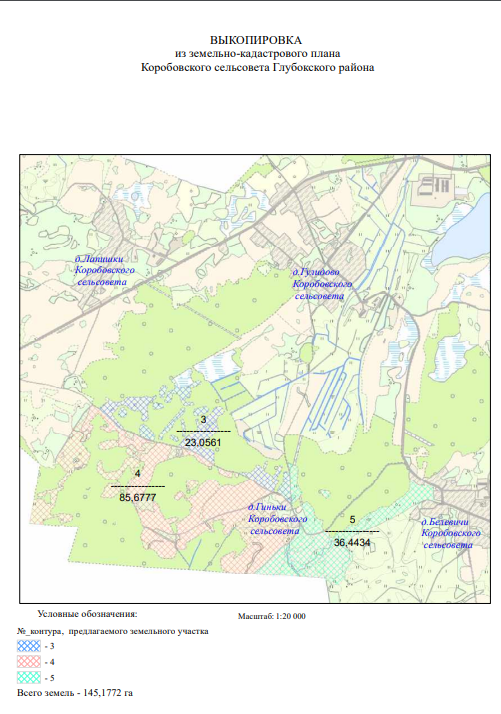 ВЫКОПИРОВКА
из земельно-кадастрового плана
Коробовского сельсовета Глубокского района
д.Лапшки
Коробовского
сельсовета
д.Гулидово
Коробовского
сельсовета
3
23,0561
4
85,6777
д.Гиньки
Коробовского
сельсовета
5
36,4434
д.Белевичи
Коробовского
сельсовета
Условные обозначения:
Масштаб: 1:20 000
№_контура, предлагаемого земельного участка
- 3
- 4
- 5
Всего земель - 145,1772 га